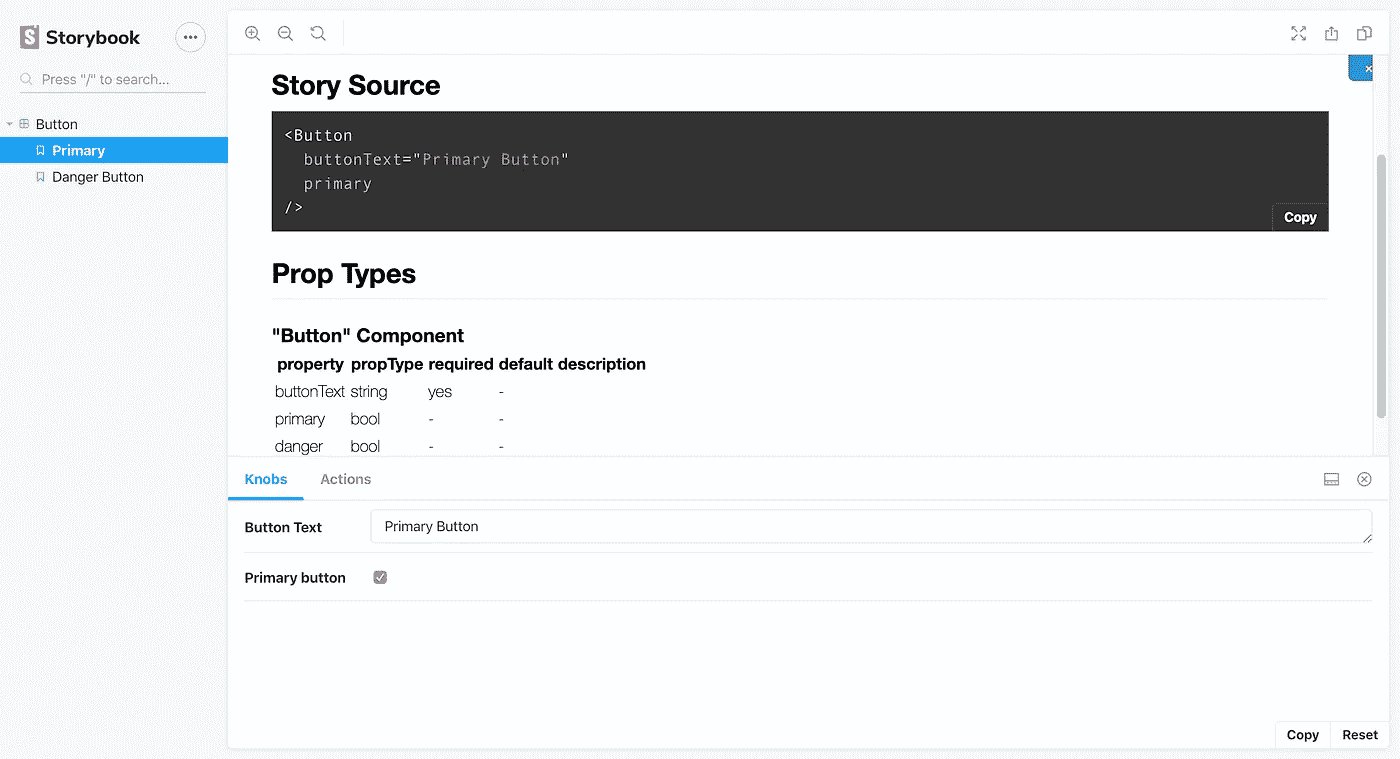 Storybook
Press "/" to search...
Button
Primary
Danger Button
Story Source
<Button
buttonText="Primary Button"
primary
/>
Copy
Prop Types
"Button" Component
property propType required default description
buttonText string yes -
primary bool - -
danger bool - -
Knobs Actions
Button Text Primary Button
Primary button
Copy Reset